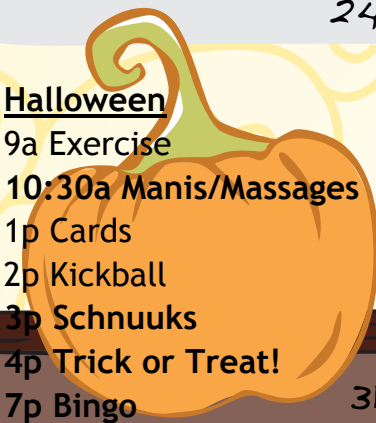 24
Halloween
9a Exercise
10:30a Manis/Massages
1p Cards
2p Kickball
3p Schnuuks
4p Trick or Treat!
7p Bingo